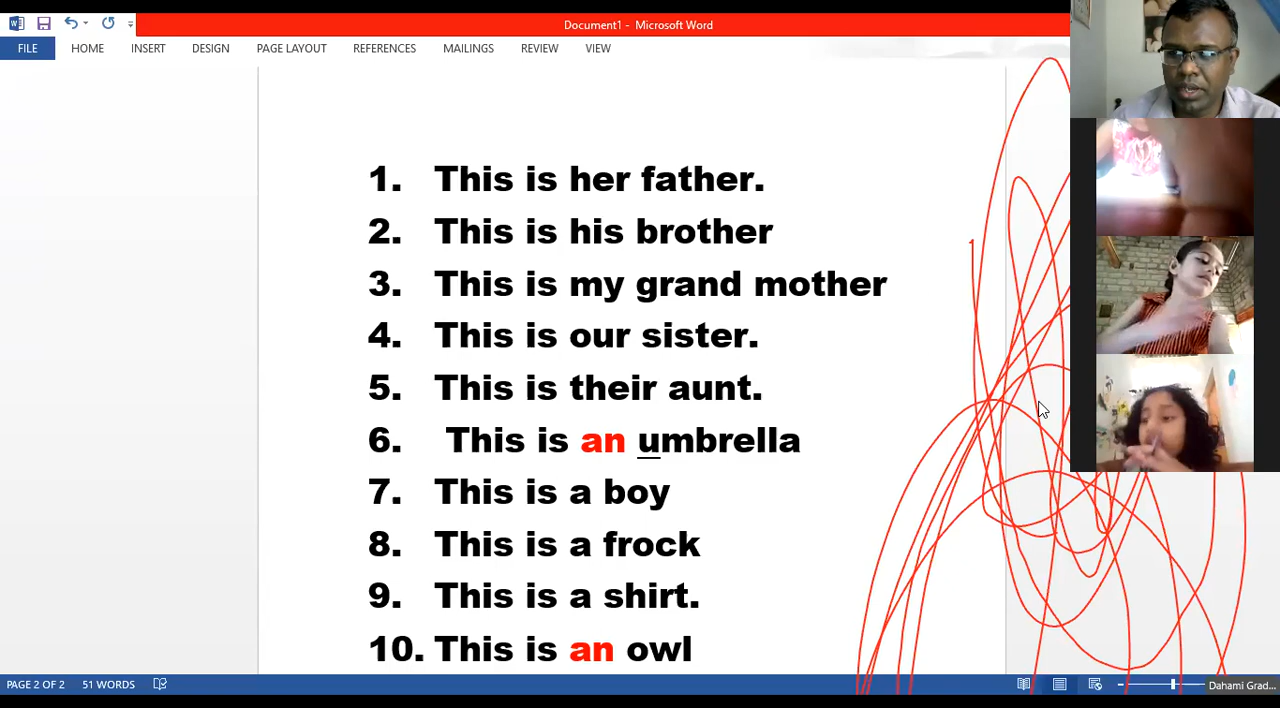 Document1 - Microsoft Word
FILE HOME INSERT DESIGN PAGE LAYOUT REFERENCES MAILINGS REVIEW VIEW
1. This is her father.
2. This is his brother
3. This is my grand mother
4. This is our sister.
5. This is their aunt.
6. This is an umbrella
7. This is a boy
8. This is a frock
9. This is a shirt.
10. This is an owl
PAGE 2 OF 2 51 WORDS
Dahami Grad...